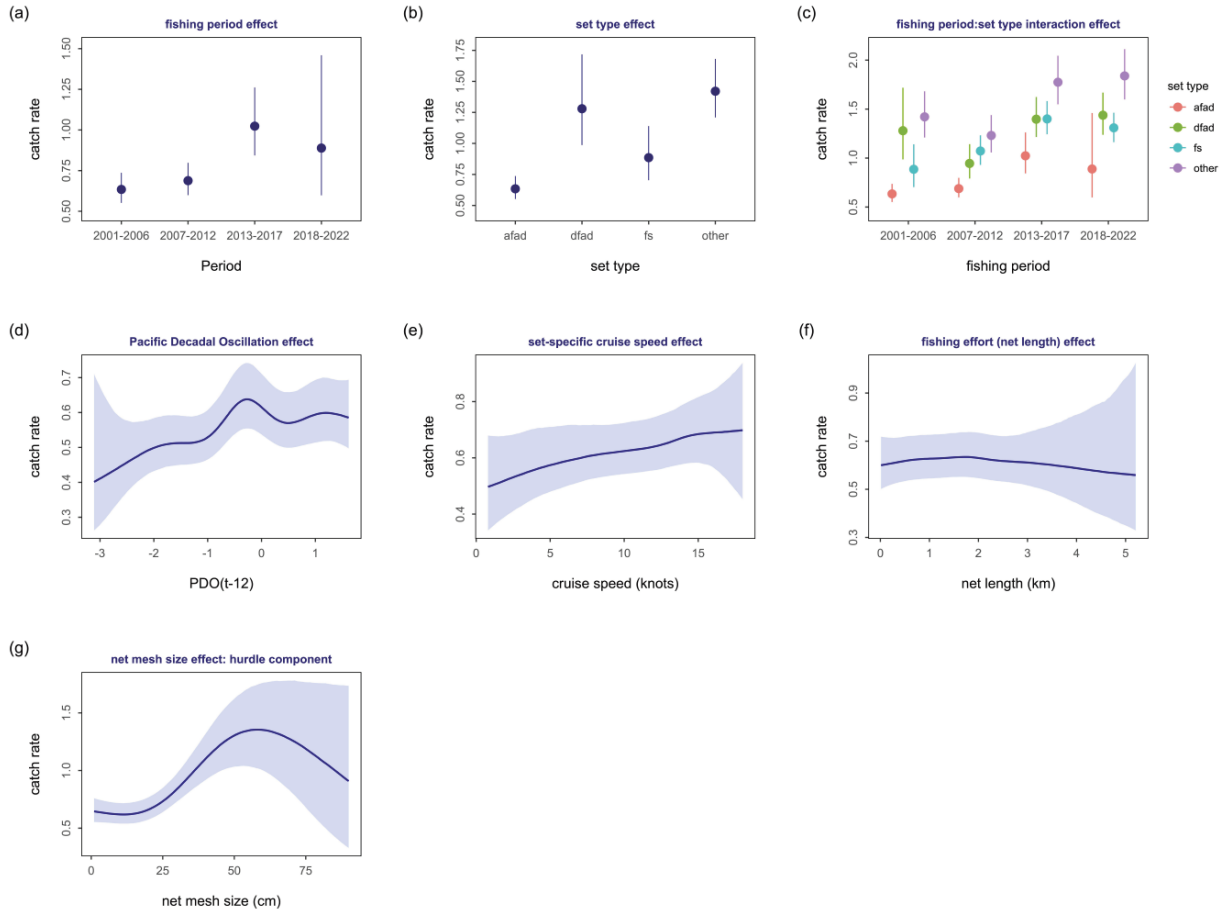 (a)
fishing period effect
catch rate
1.50
1.25
1.00
0.75
0.50
2001-2006 2007-2012 2013-2017 2018-2022
Period
(b)
set type effect
catch rate
1.75
1.50
1.25
1.00
0.75
0.50
afad dfad fs other
set type
(c)
fishing period:set type interaction effect
catch rate
2.0
1.5
1.0
0.5
2001-2006 2007-2012 2013-2017 2018-2022
fishing period
set type
afad
dfad
fs
other
(d)
Pacific Decadal Oscillation effect
catch rate
0.7
0.6
0.5
0.4
0.3
-3 -2 -1 0 1
PDO(t-12)
(e)
set-specific cruise speed effect
catch rate
0.8
0.6
0.4
0 5 10 15
cruise speed (knots)
(f)
fishing effort (net length) effect
catch rate
0.9
0.7
0.5
0.3
0 1 2 3 4 5
net length (km)
(g)
net mesh size effect: hurdle component
catch rate
1.5
1.0
0.5
0 25 50 75
net mesh size (cm)